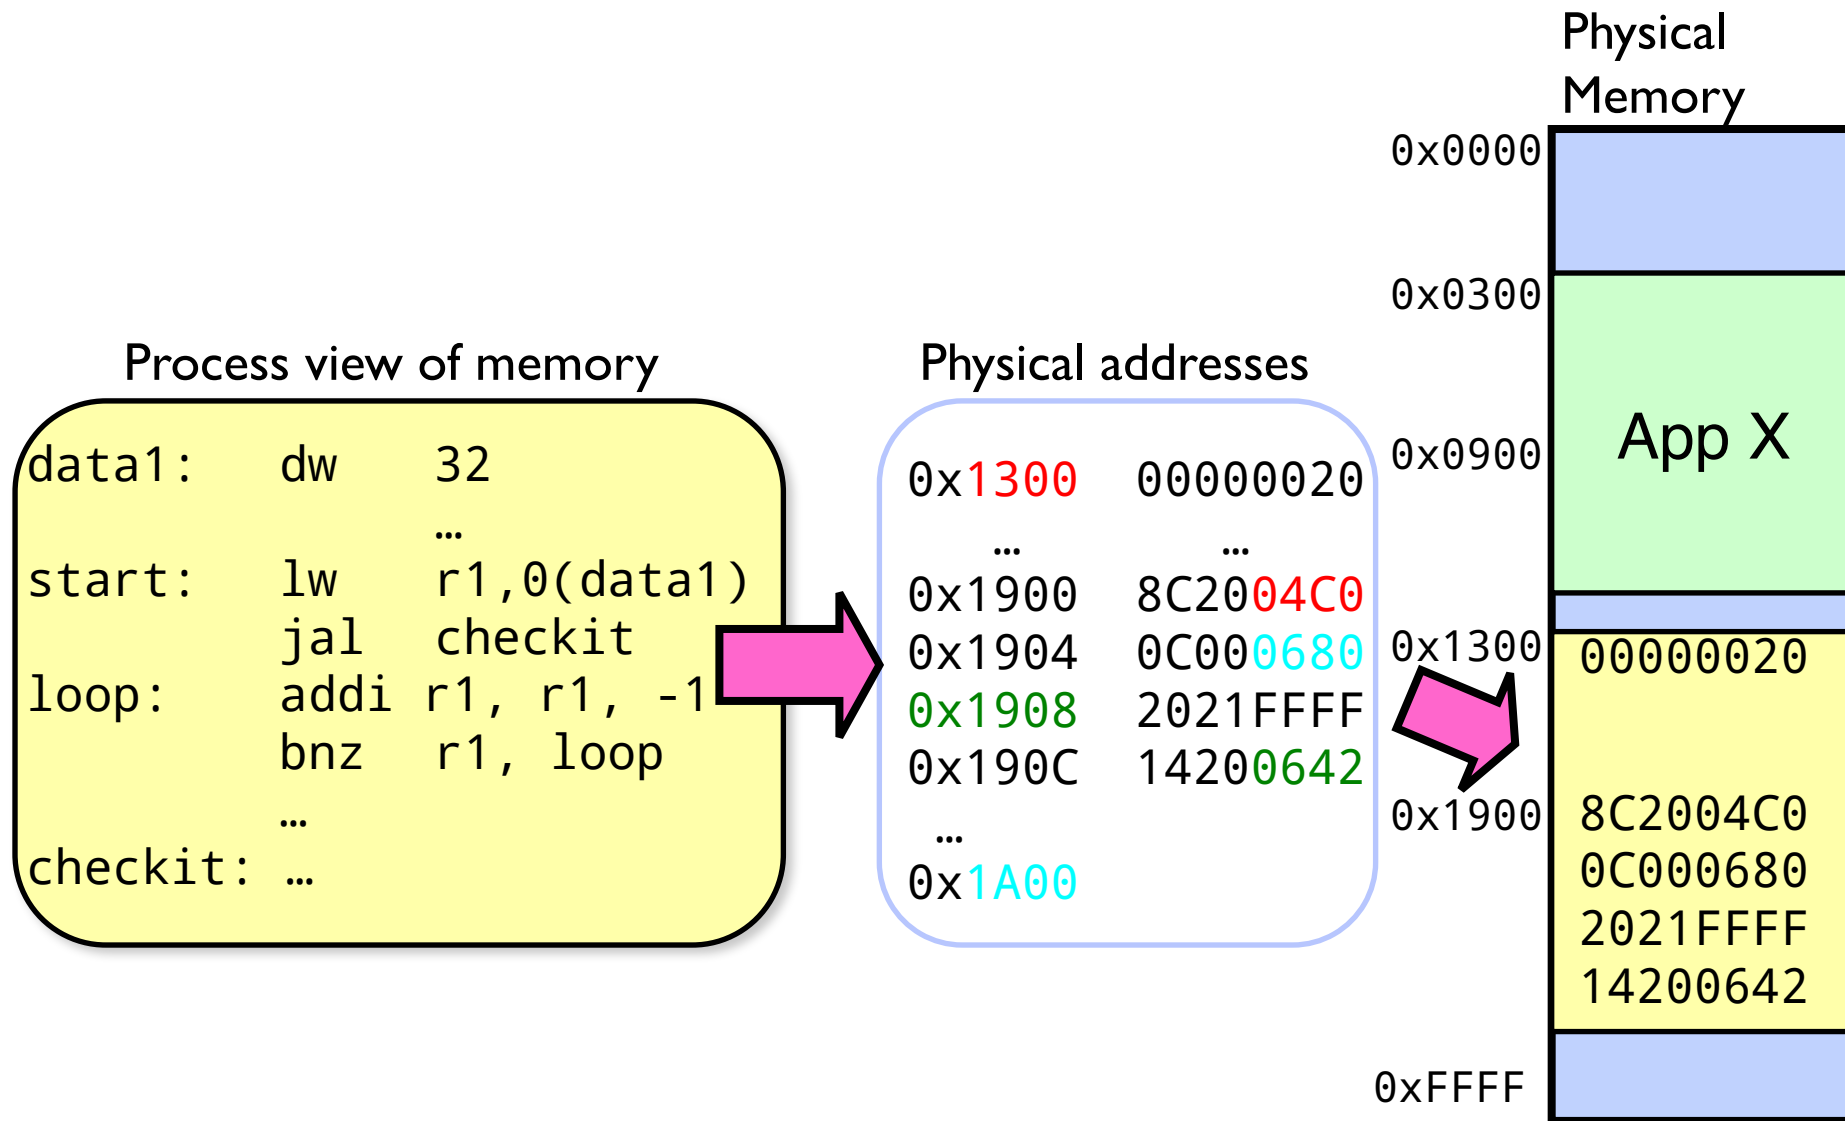 Process view of memory
data1: dw 32
…
start: lw r1,0(data1)
jal checkit
loop: addi r1, r1, -1
bnz r1, loop
…
checkit: …
Physical addresses
0x1300 00000020
… …
0x1900 8C2004C0
0x1904 0C000680
0x1908 2021FFFF
0x190C 14200642
…
0x1A00
Physical
Memory
0x0000
0x0300
0x0900
App X
0x1300
00000020
0x1900
8C2004C0
0C000680
2021FFFF
14200642
0xFFFF